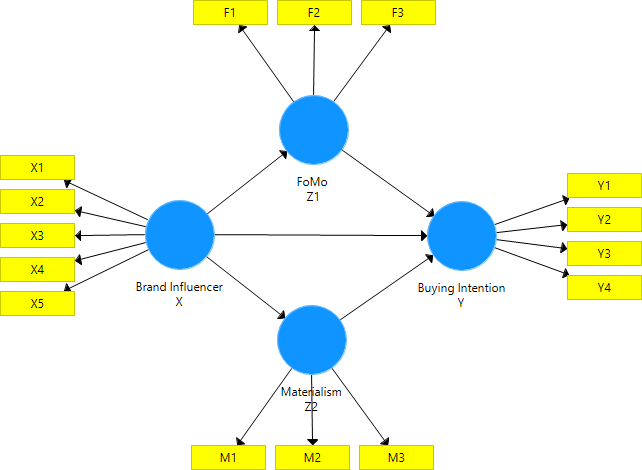 F1
F2
F3
FoMo
Z1
X1
X2
X3
X4
X5
Brand Influencer
X
Y1
Y2
Y3
Y4
Buying Intention
Y
Materialism
Z2
M1
M2
M3